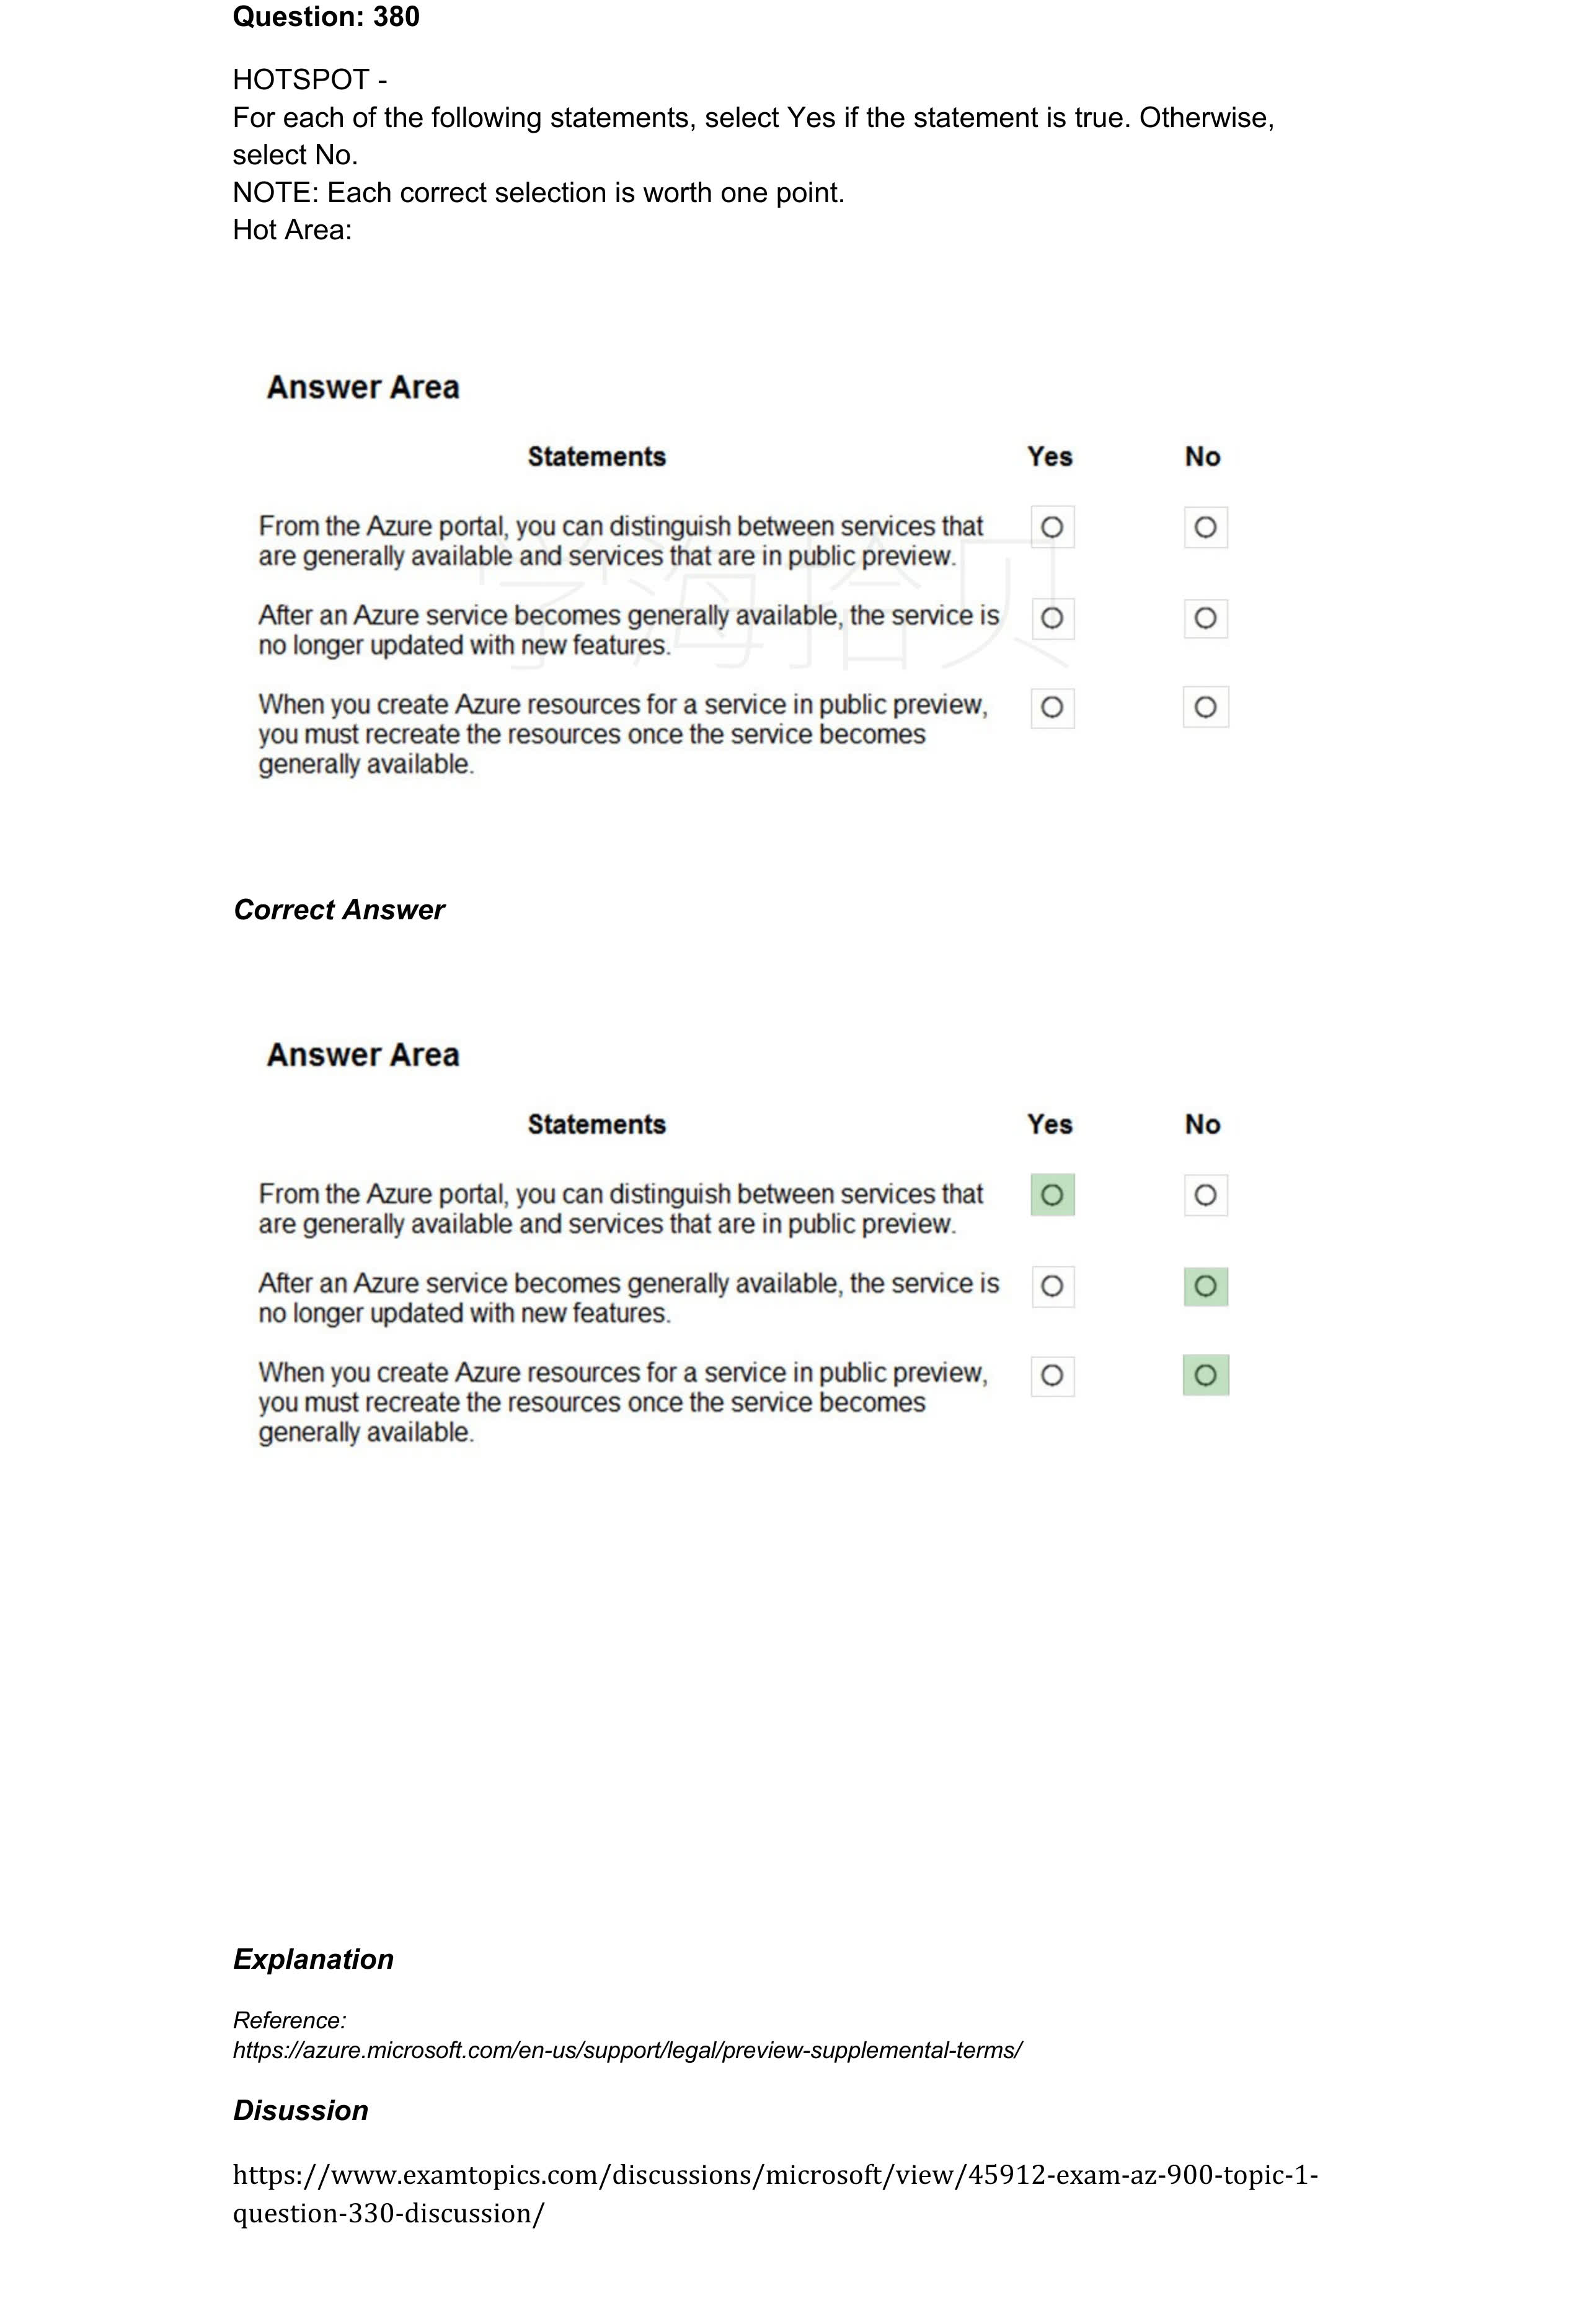 Question: 380
HOTSPOT -
For each of the following statements, select Yes if the statement is true. Otherwise,
select No.
NOTE: Each correct selection is worth one point.
Hot Area:
Answer Area
Statements Yes No
From the Azure portal, you can distinguish between services that
are generally available and services that are in public preview.
学海拾贝
After an Azure service becomes generally available, the service is
no longer updated with new features.
When you create Azure resources for a service in public preview,
you must recreate the resources once the service becomes
generally available.
Correct Answer
Answer Area
Statements Yes No
From the Azure portal, you can distinguish between services that
are generally available and services that are in public preview.
After an Azure service becomes generally available, the service is
no longer updated with new features.
When you create Azure resources for a service in public preview,
you must recreate the resources once the service becomes
generally available.
Explanation
Reference:
https://azure.microsoft.com/en-us/support/legal/preview-supplemental-terms/
Disussion
https://www.examtopics.com/discussions/microsoft/view/45912-exam-az-900-topic-1-
question-330-discussion/